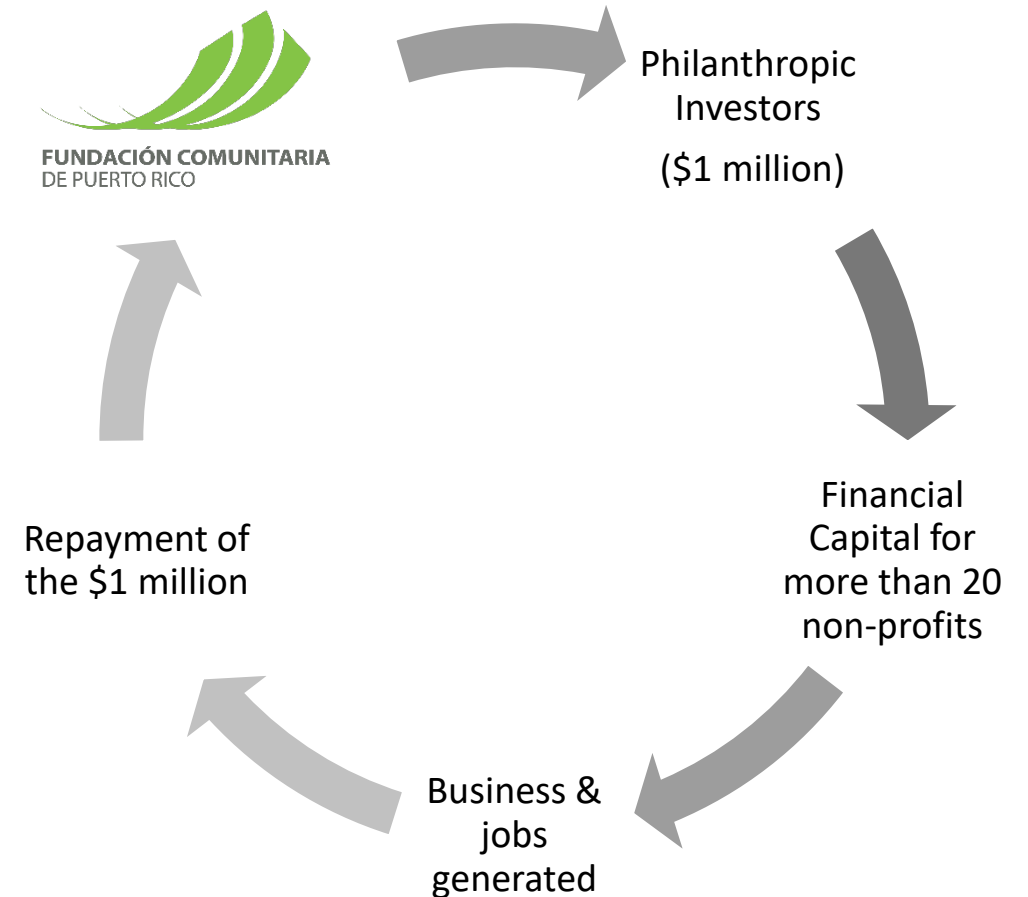 FUNDACIÓN COMUNITARIA
DE PUERTO RICO
Philanthropic
Investors
($1 million)
Financial
Capital for
more than 20
non-profits
Business &
jobs
generated
Repayment of
the $1 million